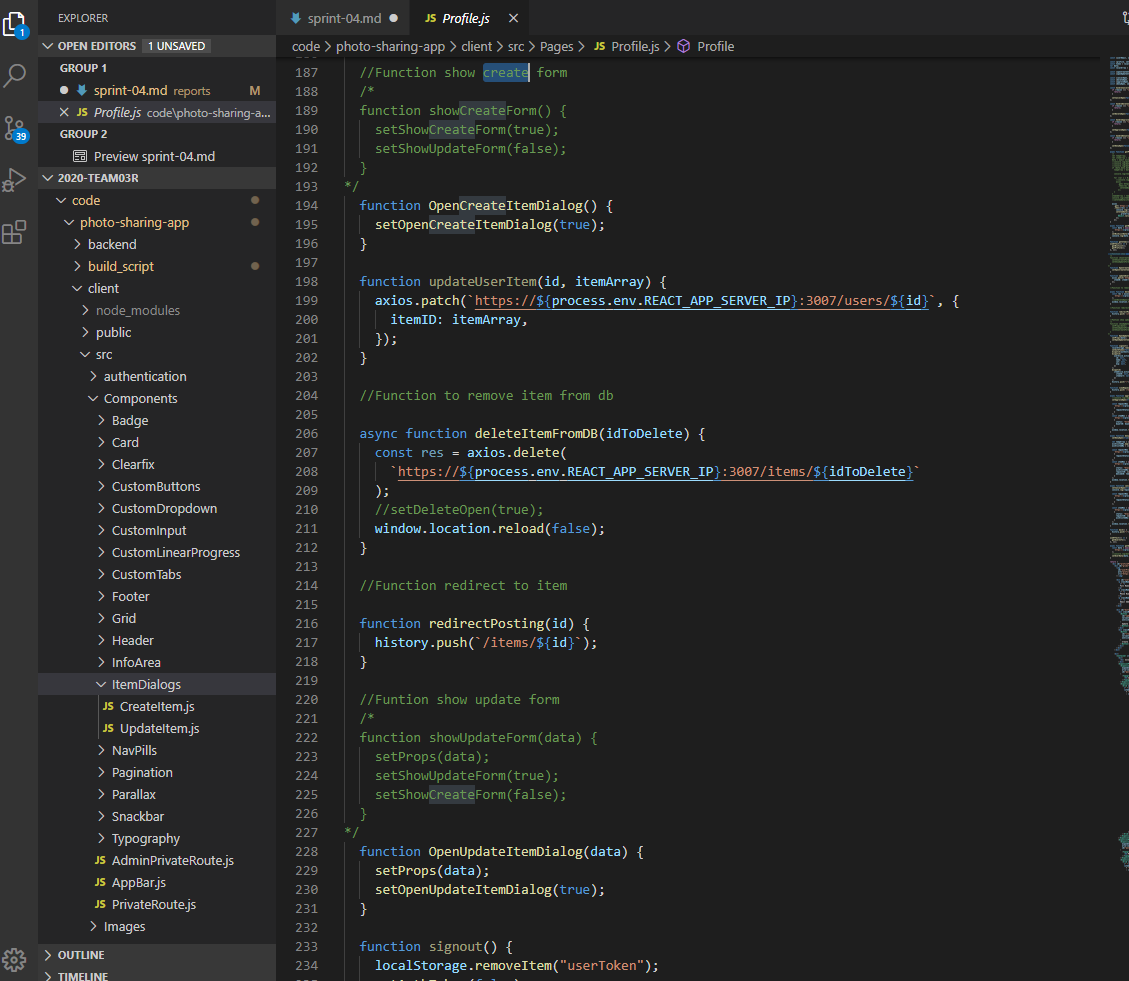 1
39
EXPLORER
OPEN EDITORS 1 UNSAVED
GROUP 1
sprint-04.md reports M
JS Profile.js code\photo-sharing-a...
GROUP 2
Preview sprint-04.md
2020-TEAM03R
code
photo-sharing-app
backend
build_script
client
node_modules
public
src
authentication
Components
Badge
Card
Clearfix
CustomButtons
CustomDropdown
CustomInput
CustomLinearProgress
CustomTabs
Footer
Grid
Header
InfoArea
ItemDialogs
JS CreateItem.js
JS UpdateItem.js
NavPills
Pagination
Parallax
Snackbar
Typography
JS AdminPrivateRoute.js
JS AppBar.js
JS PrivateRoute.js
Images
OUTLINE
TIMELINE
sprint-04.md
JS Profile.js
code > photo-sharing-app > client > src > Pages > JS Profile.js > Profile
187 //Function show create form
188 /*
189 function showCreateForm() {
190 setShowCreateForm(true);
191 setShowUpdateForm(false);
192 }
193 */
194 function OpenCreateItemDialog() {
195 setOpenCreateItemDialog(true);
196 }
197
198 function updateUserItem(id, itemArray) {
199 axios.patch(`https://${process.env.REACT_APP_SERVER_IP}:3007/users/${id}`, {
200 itemID: itemArray,
201 });
202 }
203
204 //Function to remove item from db
205
206 async function deleteItemFromDB(idToDelete) {
207 const res = axios.delete(
208 `https://${process.env.REACT_APP_SERVER_IP}:3007/items/${idToDelete}`
209 );
210 //setDeleteOpen(true);
211 window.location.reload(false);
212 }
213
214 //Function redirect to item
215
216 function redirectPosting(id) {
217 history.push(`/items/${id}`);
218 }
219
220 //Funtion show update form
221 /*
222 function showUpdateForm(data) {
223 setProps(data);
224 setShowUpdateForm(true);
225 setShowCreateForm(false);
226 }
227 */
228 function OpenUpdateItemDialog(data) {
229 setProps(data);
230 setOpenUpdateItemDialog(true);
231 }
232
233 function signout() {
234 localStorage.removeItem("userToken");